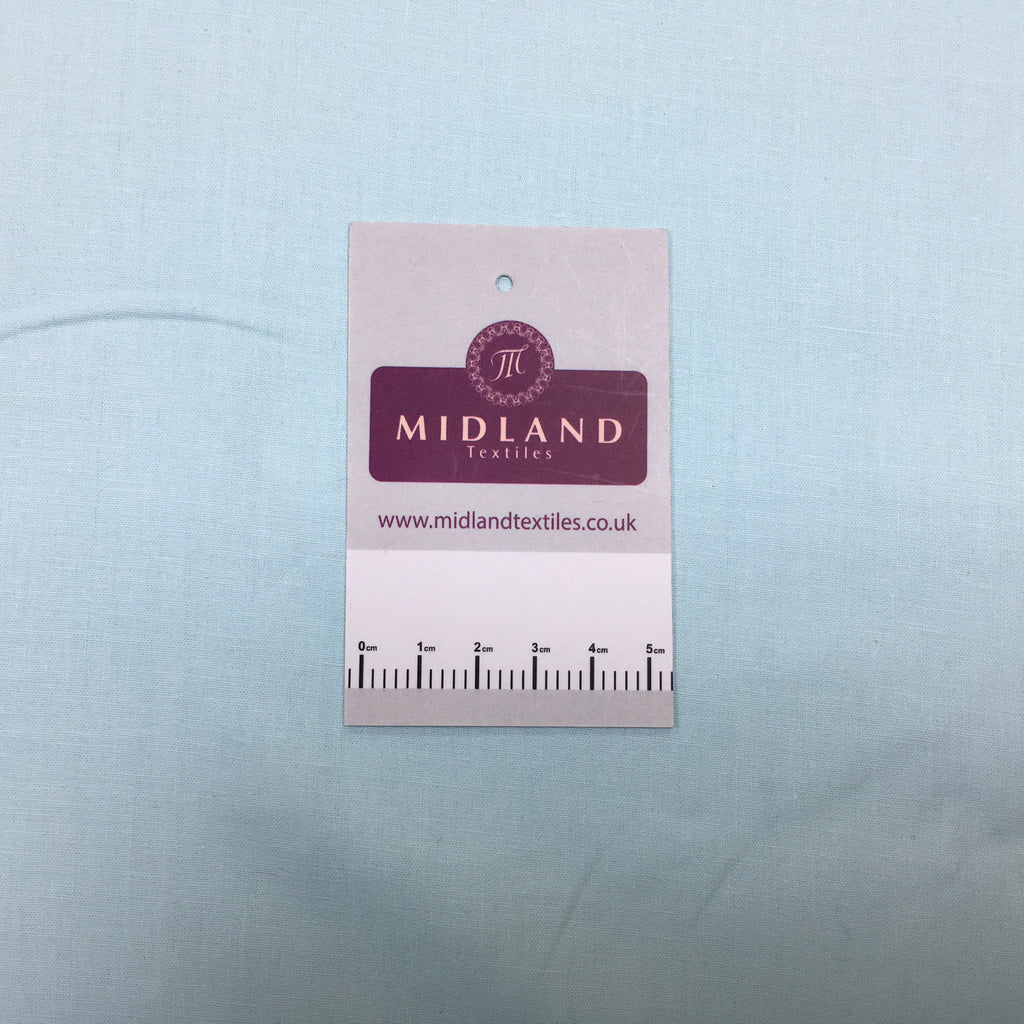 M
MIDLAND
Textiles
www.midlandtextiles.co.uk
0cm 1cm 2cm 3cm 4cm 5cm